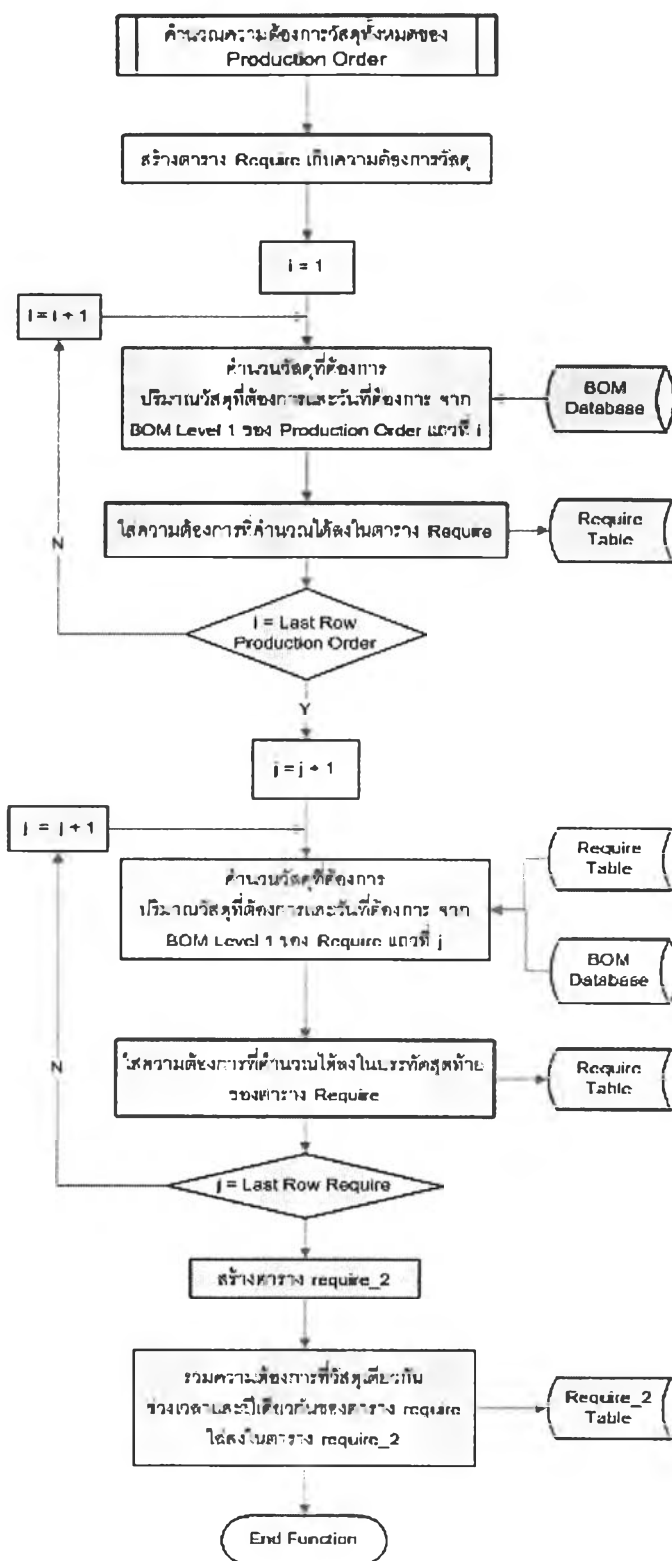 คำนวณความต้องการวัสดุทั้งหมดของ
Production Order
สร้างตาราง Require เก็บความต้องการวัสดุ
i = 1
i = i + 1
คำนวนวัสดุที่ต้องการ
ปริมาณวัสดุที่ต้องการและวันที่ต้องการ จาก
BOM Level 1 ของ Production Order แถวที่ i
BOM
Database
ใส่ความต้องการที่คำนวณได้ลงในตาราง Require
Require
Table
N
i = Last Row
Production Order
Y
j = j + 1
j = j + 1
คำนวนวัสดุที่ต้องการ
ปริมาณวัสดุที่ต้องการและวันที่ต้องการ จาก
BOM Level 1 ของ Require แถวที่ j
Require
Table
BOM
Database
N
ใส่ความต้องการที่คำนวณได้ลงในบรรทัดสุดท้าย
ของตาราง Require
Require
Table
j = Last Row Require
สร้างตาราง require_2
รวมความต้องการที่วัสดุเดียวกัน
ช่วงเวลาและปีเดียวกันของตาราง require
ใส่ลงในตาราง require_2
Require_2
Table
End Function